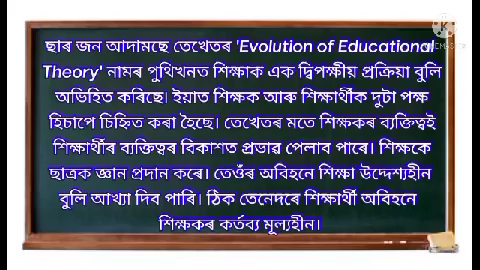 ছাৰ জন আদামছে তেখেতৰ 'Evolution of Educational
Theory' নামৰ পুথিখনত শিক্ষাক এক দ্বিপক্ষীয় প্ৰক্ৰিয়া বুলি
অভিহিত কৰিছে। ইয়াত শিক্ষক আৰু শিক্ষাৰ্থীক দুটা পক্ষ
হিচাপে চিহ্নিত কৰা হৈছে। তেখেতৰ মতে শিক্ষকৰ ব্যক্তিত্বই
শিক্ষাৰ্থীৰ ব্যক্তিত্বৰ বিকাশত প্ৰভাৱ পেলাব পাৰে। শিক্ষকে
ছাত্ৰক জ্ঞান প্ৰদান কৰে। তেওঁৰ অবিহনে শিক্ষা উদ্দেশ্যহীন
বুলি আখ্যা দিব পাৰি। ঠিক তেনেদৰে শিক্ষাৰ্থী অবিহনে
শিক্ষকৰ কৰ্তব্য মূল্যহীন।